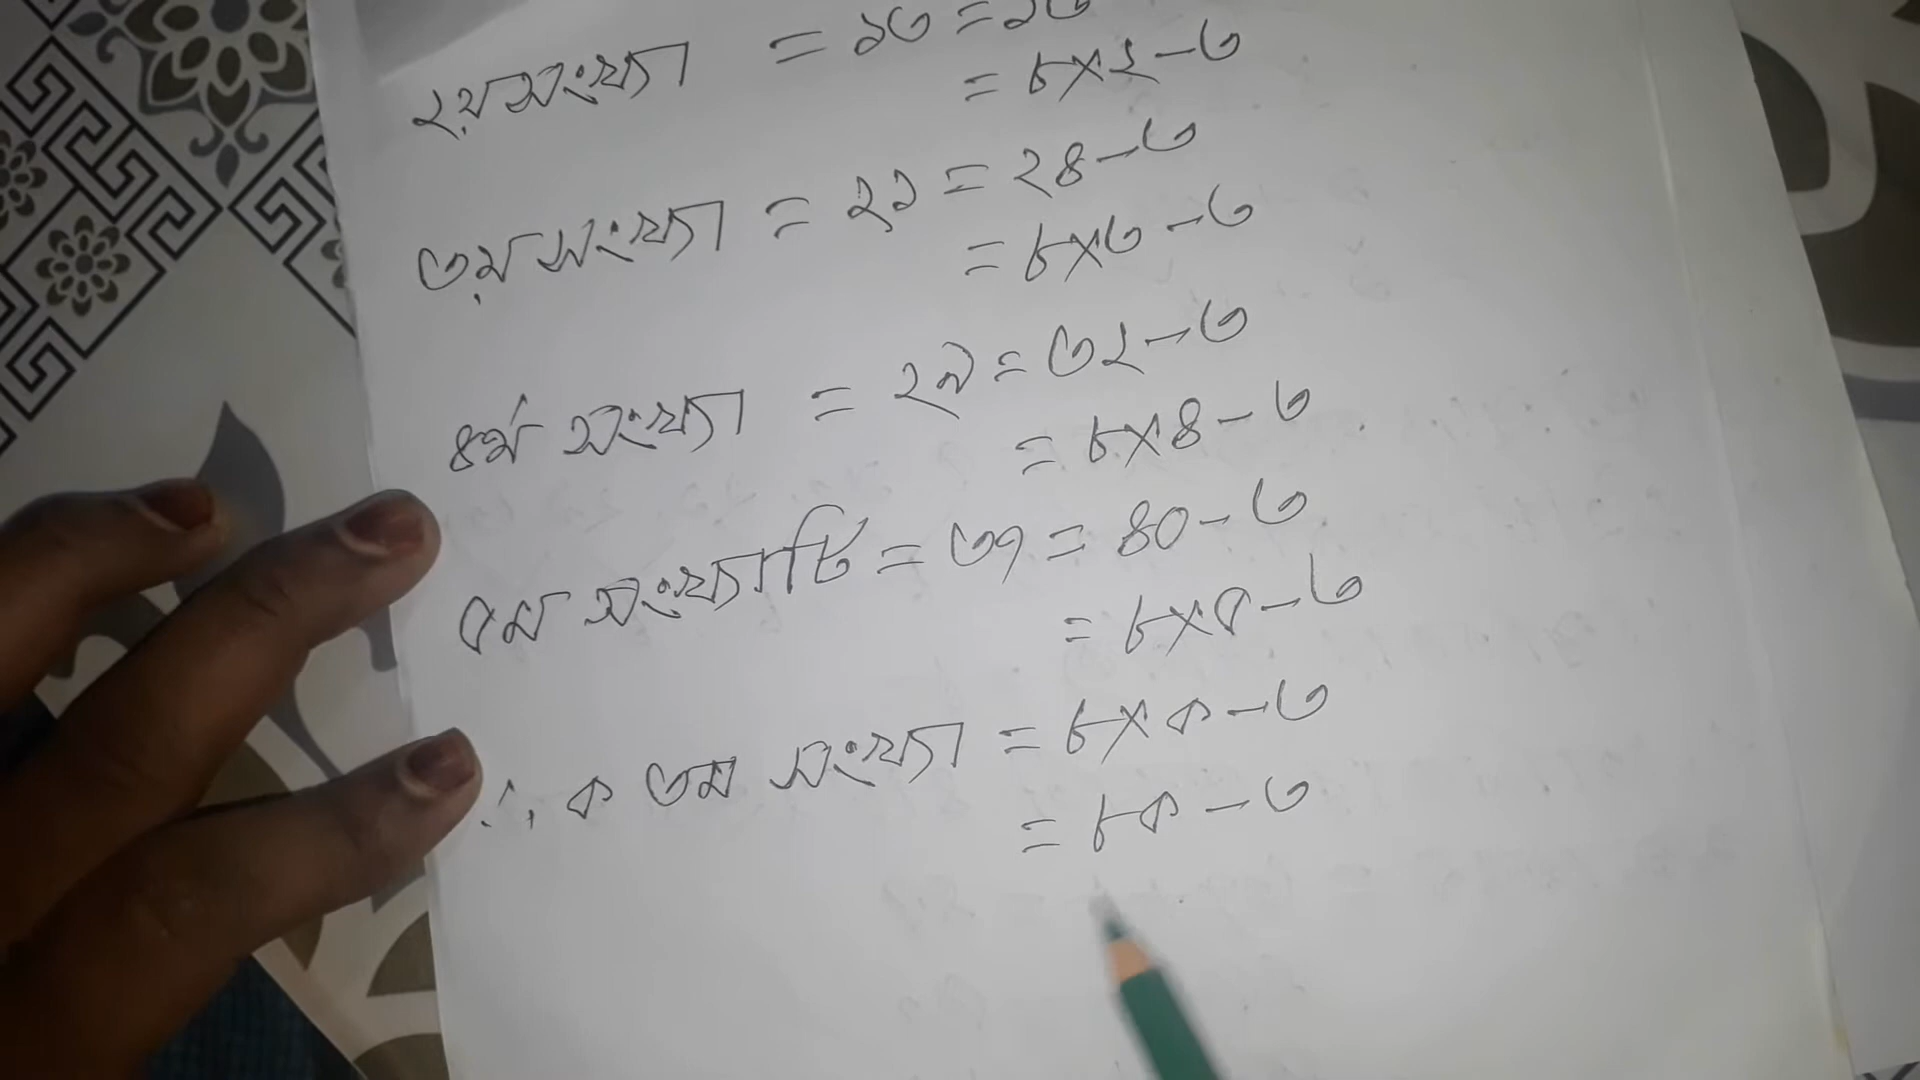 ২য় সংখ্যা = ১৩ = ১৬
= ৮×২-৩
৩য় সংখ্যা = ২১ = ২৪-৩
= ৮×৩-৩
৪র্থ সংখ্যা = ২৯ = ৩২-৩
= ৮×৪-৩
৫ম সংখ্যাটি = ৩৭ = ৪০-৩
= ৮×৫-৩
∴ ক তম সংখ্যা = ৮×ক-৩
= ৮ক-৩